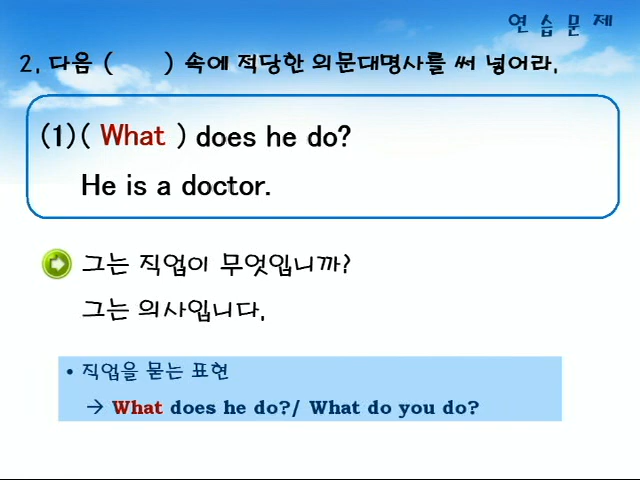 연 습 문 제
2. 다음 (     ) 속에 적당한 의문대명사를 써 넣어라.
(1)( What ) does he do?
He is a doctor.
그는 직업이 무엇입니까?
그는 의사입니다.
• 직업을 묻는 표현
→ What does he do?/ What do you do?